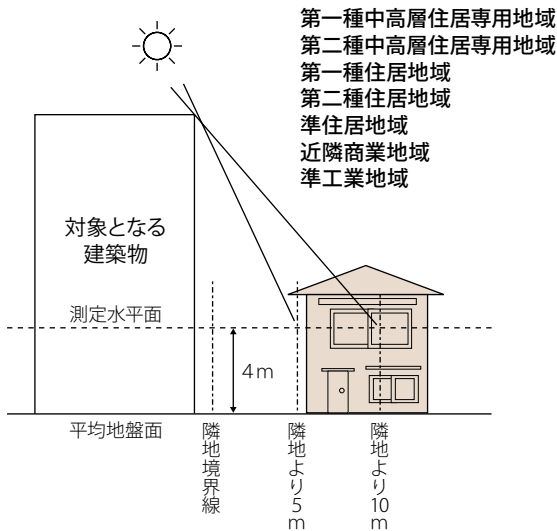 第一種中高層住居専用地域
第二種中高層住居専用地域
第一種住居地域
第二種住居地域
準住居地域
近隣商業地域
準工業地域
対象となる
建築物
測定水平面
4m
平均地盤面
隣地境界線
隣地より5m
隣地より10m